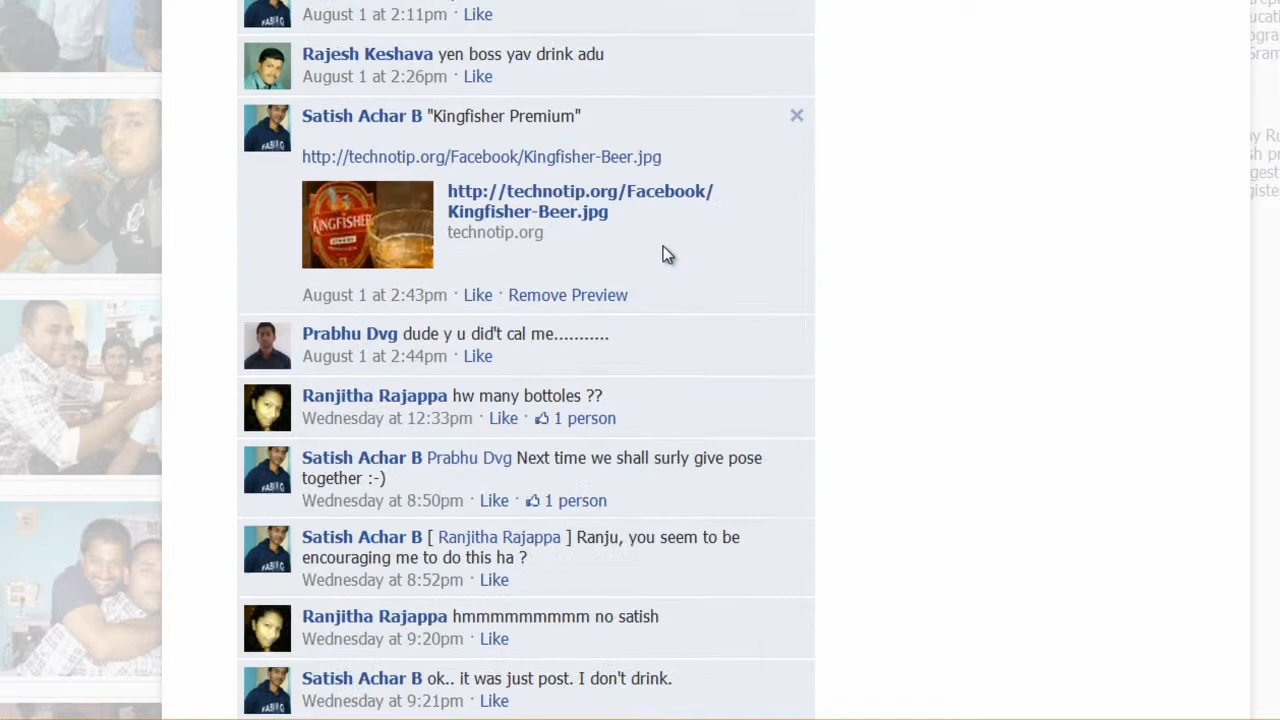 August 1 at 2:11pm · Like
Rajesh Keshava yen boss yav drink adu
August 1 at 2:26pm · Like
Satish Achar B "Kingfisher Premium"
http://technotip.org/Facebook/Kingfisher-Beer.jpg
KINGFISHER
http://technotip.org/Facebook/
Kingfisher-Beer.jpg
technotip.org
August 1 at 2:43pm · Like · Remove Preview
Prabhu Dvg dude y u did't cal me...........
August 1 at 2:44pm · Like
Ranjitha Rajappa hw many bottoles ??
Wednesday at 12:33pm · Like · 1 person
Satish Achar B Prabhu Dvg Next time we shall surly give pose
together :-)
Wednesday at 8:50pm · Like · 1 person
Satish Achar B [ Ranjitha Rajappa ] Ranju, you seem to be
encouraging me to do this ha ?
Wednesday at 8:52pm · Like
Ranjitha Rajappa hmmmmmmmmm no satish
Wednesday at 9:20pm · Like
Satish Achar B ok.. it was just post. I don't drink.
Wednesday at 9:21pm · Like